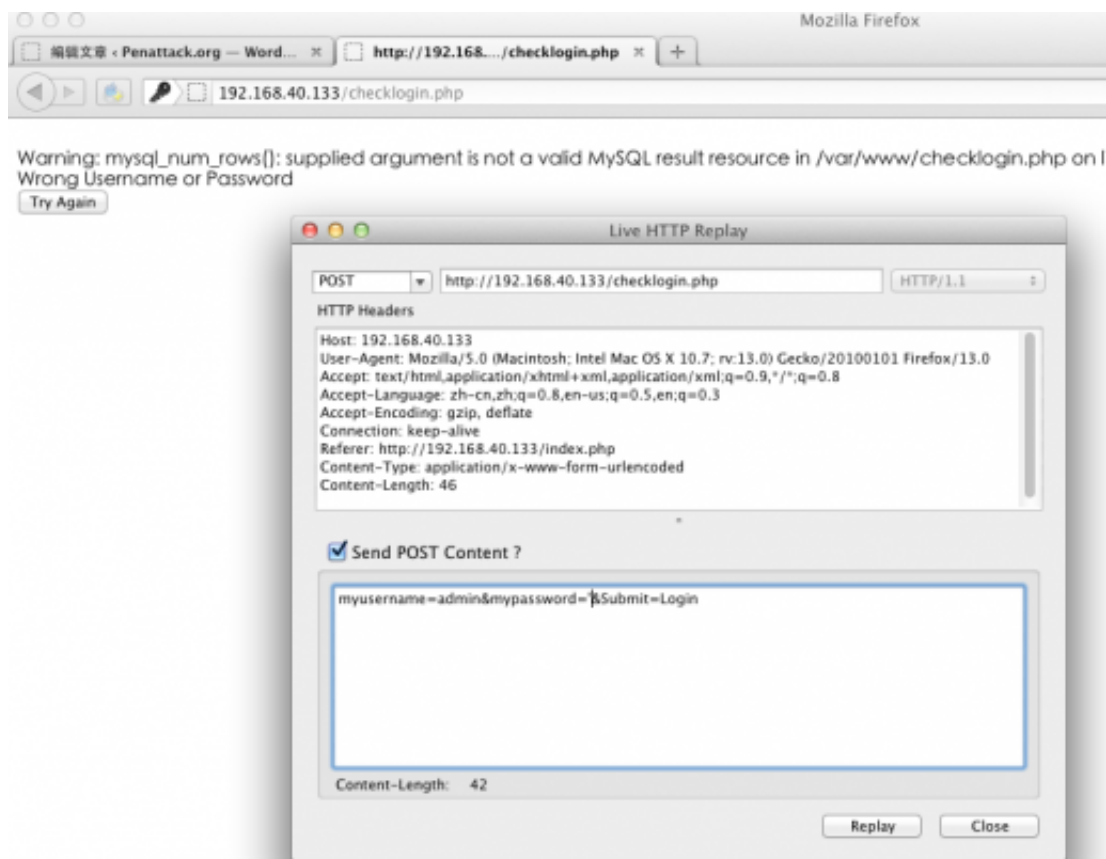 Mozilla Firefox
编辑文章 ‹ Penattack.org — Word...
http://192.168..../checklogin.php
192.168.40.133/checklogin.php
Warning: mysql_num_rows(): supplied argument is not a valid MySQL result resource in /var/www/checklogin.php on l
Wrong Username or Password
Try Again
Live HTTP Replay
POST http://192.168.40.133/checklogin.php HTTP/1.1
HTTP Headers
Host: 192.168.40.133
User-Agent: Mozilla/5.0 (Macintosh; Intel Mac OS X 10.7; rv:13.0) Gecko/20100101 Firefox/13.0
Accept: text/html,application/xhtml+xml,application/xml;q=0.9,*/*;q=0.8
Accept-Language: zh-cn,zh;q=0.8,en-us;q=0.5,en;q=0.3
Accept-Encoding: gzip, deflate
Connection: keep-alive
Referer: http://192.168.40.133/index.php
Content-Type: application/x-www-form-urlencoded
Content-Length: 46
Send POST Content ?
myusername=admin&mypassword='&Submit=Login
Content-Length: 42
Replay
Close